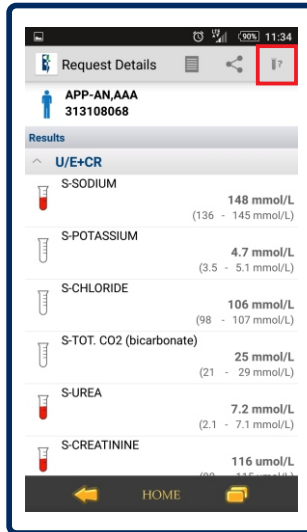 90% 11:34
Request Details ?
APP-AN,AAA
313108068
Results
U/E+CR
S-SODIUM
148 mmol/L
(136 - 145 mmol/L)
S-POTASSIUM
4.7 mmol/L
(3.5 - 5.1 mmol/L)
S-CHLORIDE
106 mmol/L
(98 - 107 mmol/L)
S-TOT. CO2 (bicarbonate)
25 mmol/L
(21 - 29 mmol/L)
S-UREA
7.2 mmol/L
(2.1 - 7.1 mmol/L)
S-CREATININE
116 umol/L
HOME